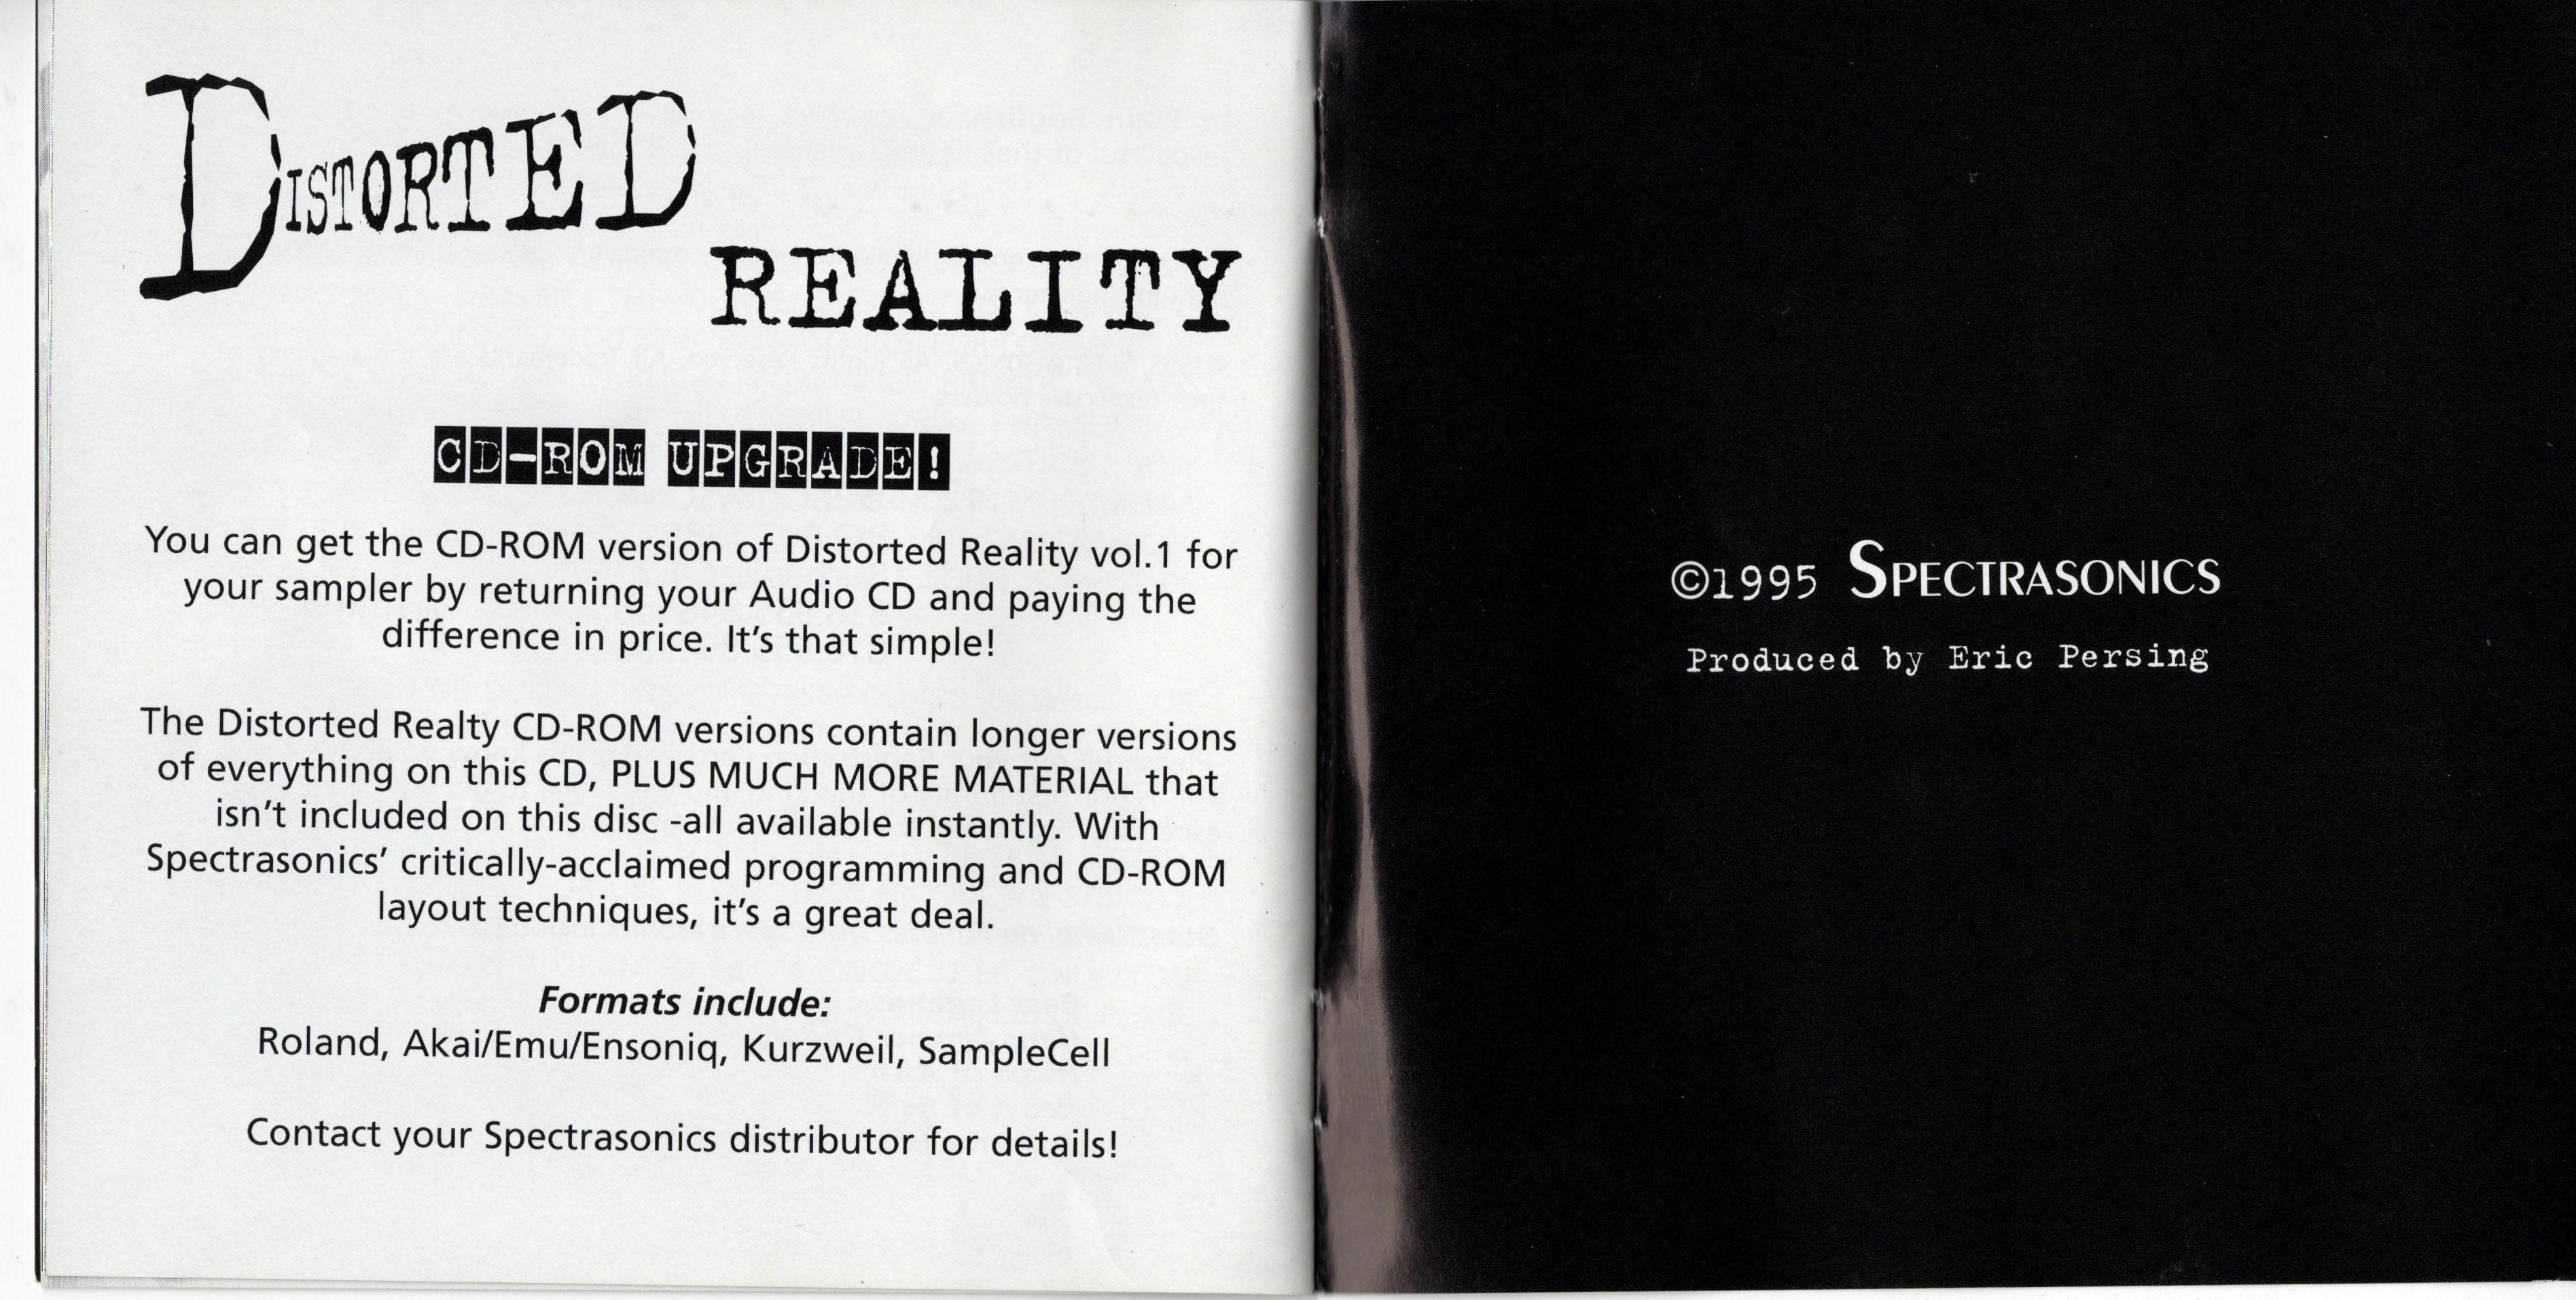 DISTORTED
REALITY
CD-ROM UPGRADE!
You can get the CD-ROM version of Distorted Reality vol.1 for
your sampler by returning your Audio CD and paying the
difference in price. It's that simple!
The Distorted Realty CD-ROM versions contain longer versions
of everything on this CD, PLUS MUCH MORE MATERIAL that
isn't included on this disc -all available instantly. With
Spectrasonics' critically-acclaimed programming and CD-ROM
layout techniques, it's a great deal.
Formats include:
Roland, Akai/Emu/Ensoniq, Kurzweil, SampleCell
Contact your Spectrasonics distributor for details!
©1995 SPECTRASONICS
Produced by Eric Persing